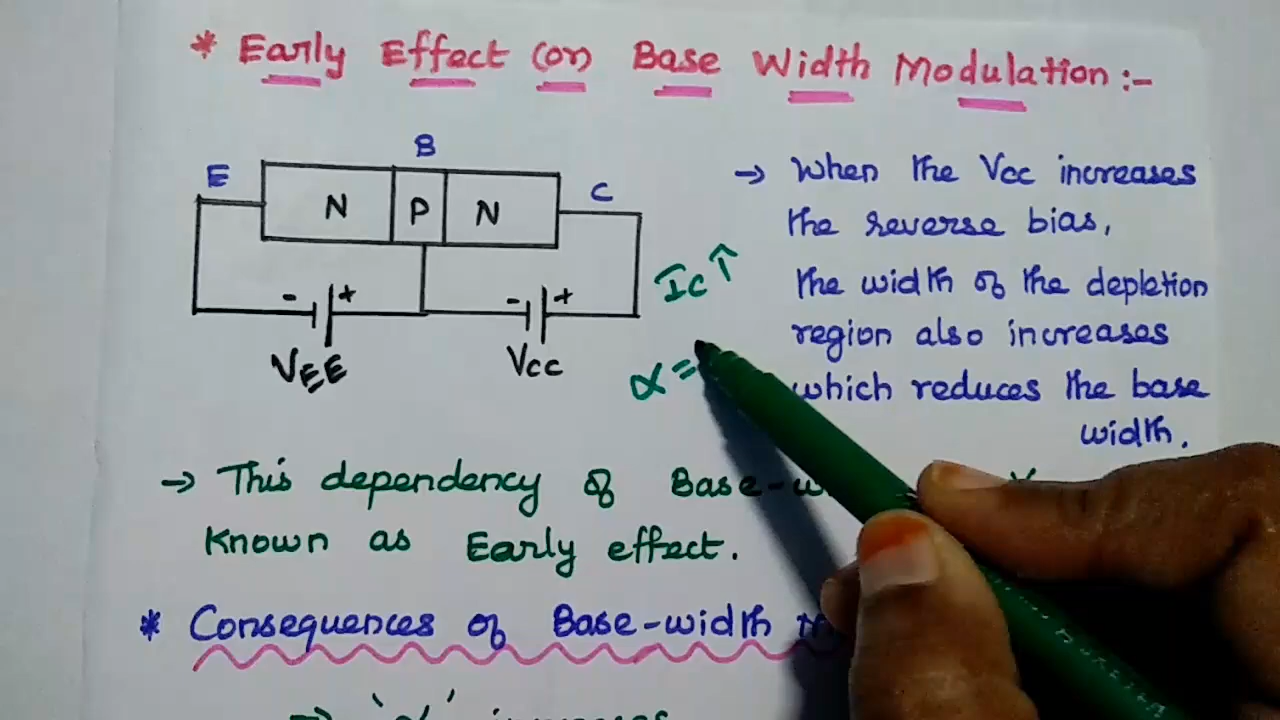 * Early Effect (or) Base Width Modulation :-
B
E
C
N P N
- + - +
VEE
Vcc
Ic ↑
α =
→ When the Vcc increases
the reverse bias,
the width of the depletion
region also increases
which reduces the base
width.
→ This dependency of Base-
Known as Early effect.
* Consequences of Base-width
→ 'α' increases